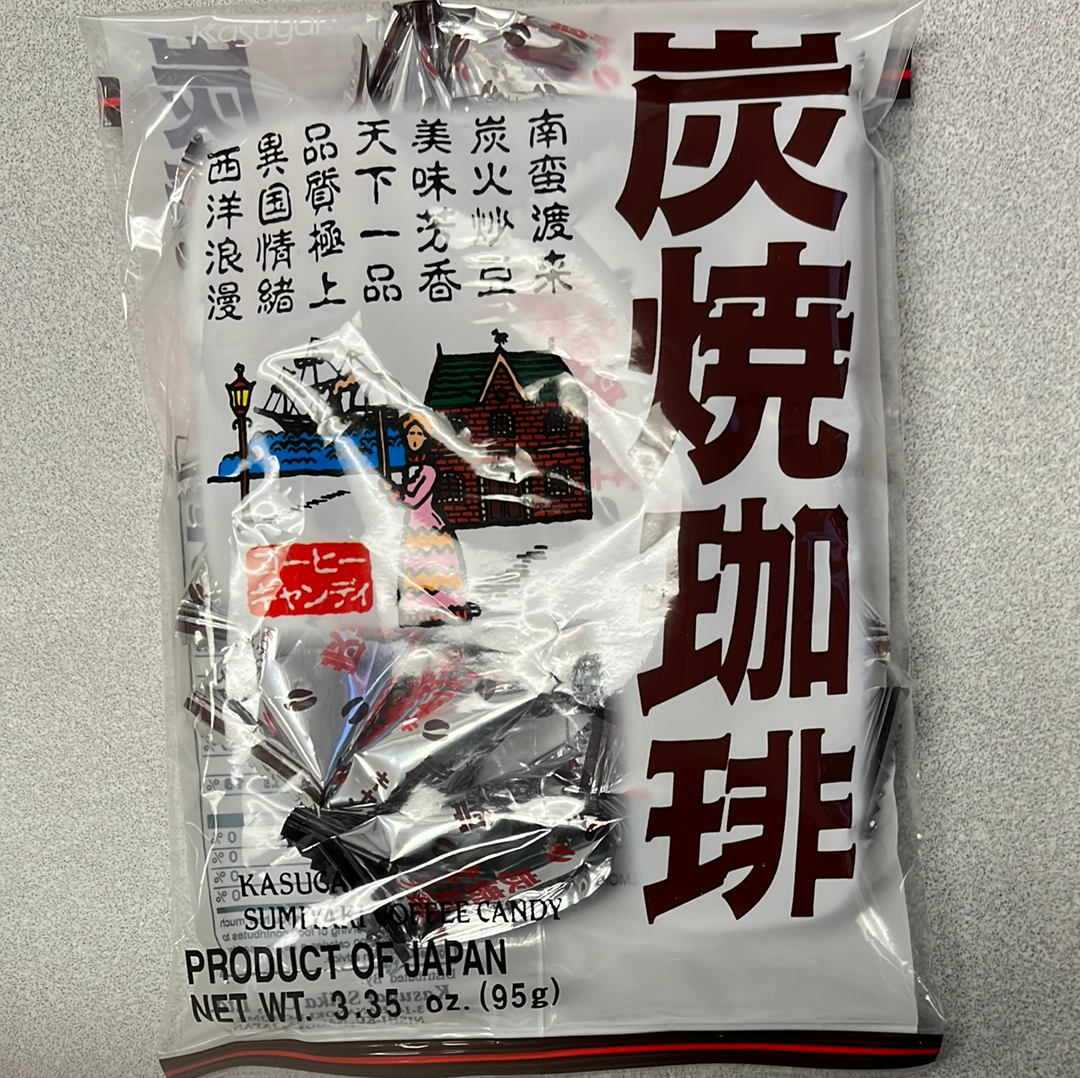 Kasugai
炭焼珈琲
南蛮渡来
炭火炒豆
美味芳香
天下一品
品質極上
異国情緒
西洋浪漫
コーヒー
キャンディ
KASUGA
SUMIYAKI COFFEE CANDY
PRODUCT OF JAPAN
NET WT. 3.35 oz. (95g)